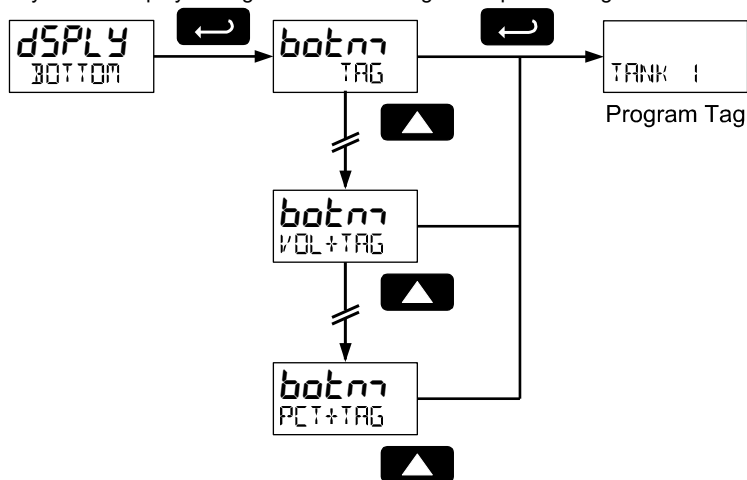 dSPLY
BOTTOM
botm
TAG
TANK 1
Program Tag
botm
VOL+TAG
botm
PCT+TAG